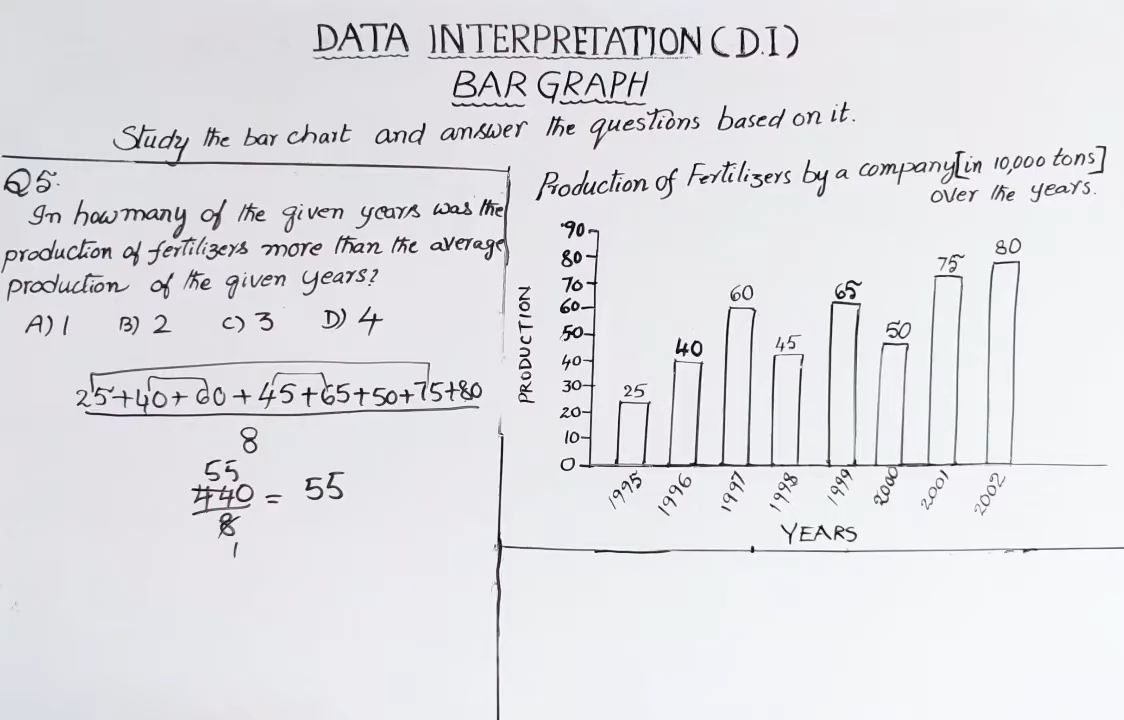 DATA INTERPRETATION (D.I)
BAR GRAPH
Study the bar chart and answer the questions based on it.
Q5.
In how many of the given years was the
production of fertilizers more than the average
production of the given years?
A) 1 B) 2 C) 3 D) 4
25+40+60+45+65+50+75+80
8
55
440 = 55
8
1
Production of Fertilizers by a company [in 10,000 tons]
over the years.
PRODUCTION
90
80
70
60
50
40
30
20
10
0
25
40
60
45
65
50
75
80
1995 1996 1997 1998 1999 2000 2001 2002
YEARS